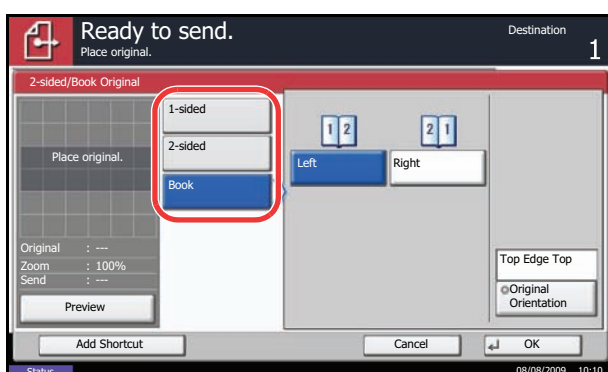 Ready to send.
Place original.
Destination
1
2-sided/Book Original
Place original.
Original : ---
Zoom : 100%
Send : ---
Preview
1-sided
2-sided
Book
1 2
2 1
Left
Right
Top Edge Top
Original
Orientation
Add Shortcut
Cancel
OK
Status
08/08/2009 10:10